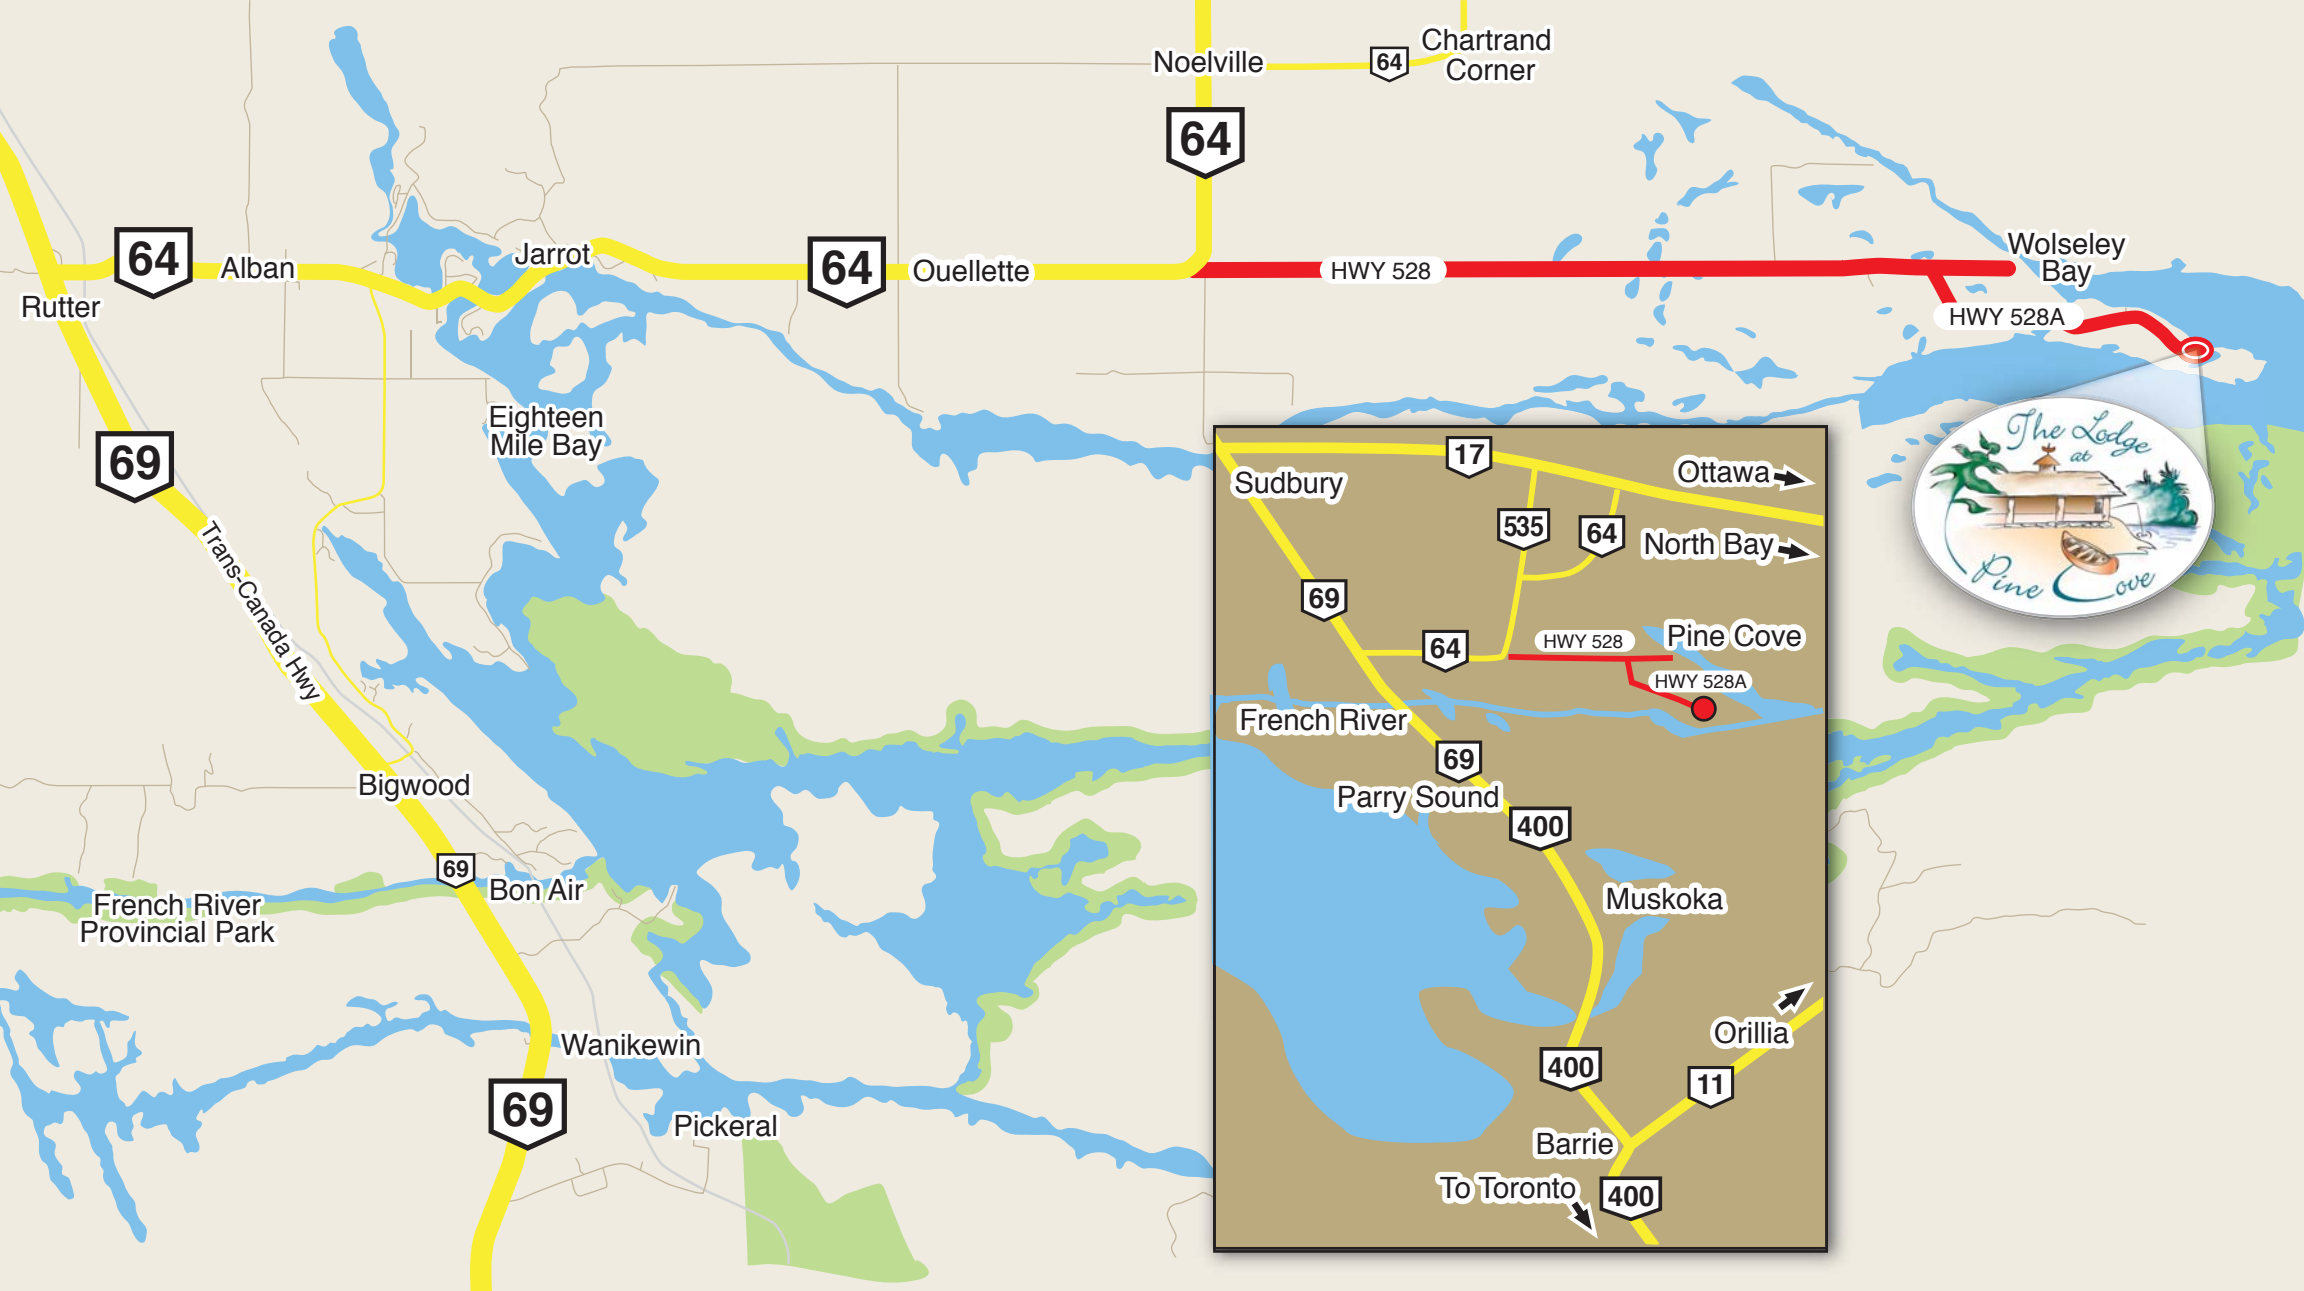 Noelville
64
Chartrand
Corner
64
64
Alban
Jarrot
64
Ouellette
HWY 528
Wolseley
Bay
Rutter
HWY 528A
Eighteen
Mile Bay
69
Trans-Canada Hwy
The Lodge
at
Pine Cove
Bigwood
69
Bon Air
French River
Provincial Park
Wanikewin
69
Pickeral
17
Sudbury
Ottawa
535
64
North Bay
69
64
HWY 528
Pine Cove
HWY 528A
French River
69
Parry Sound
400
Muskoka
Orillia
400
11
Barrie
To Toronto
400